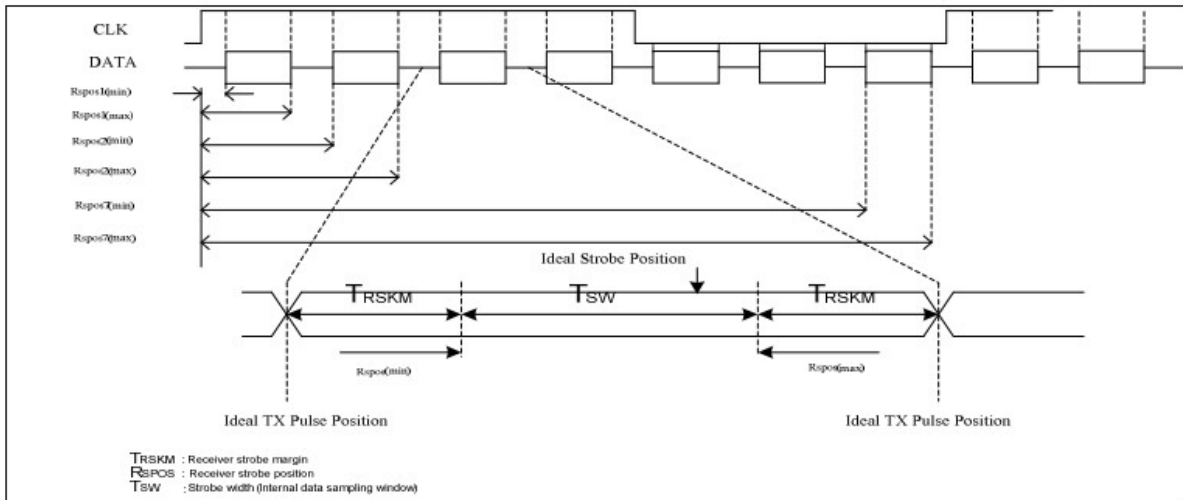 CLK
DATA
Rspos1(min)
Rspos1(max)
Rspos2(min)
Rspos2(max)
Rspos7(min)
Rspos7(max)
Ideal Strobe Position
TRSKM TSW TRSKM
Rspos(min) Rspos(max)
Ideal TX Pulse Position Ideal TX Pulse Position
TRSKM : Receiver strobe margin
RSPOS : Receiver strobe position
TSW : Strobe width (Internal data sampling window)